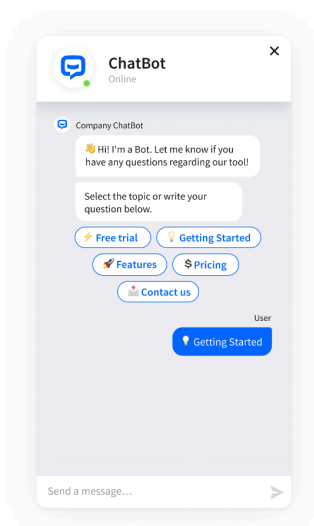 ChatBot
Online
Company ChatBot
👋Hi! I'm a Bot. Let me know if you
have any questions regarding our tool!
Select the topic or write your
question below.
⚡ Free trial
💡 Getting Started
🚀 Features
$ Pricing
📩 Contact us
User
💡 Getting Started
Send a message...